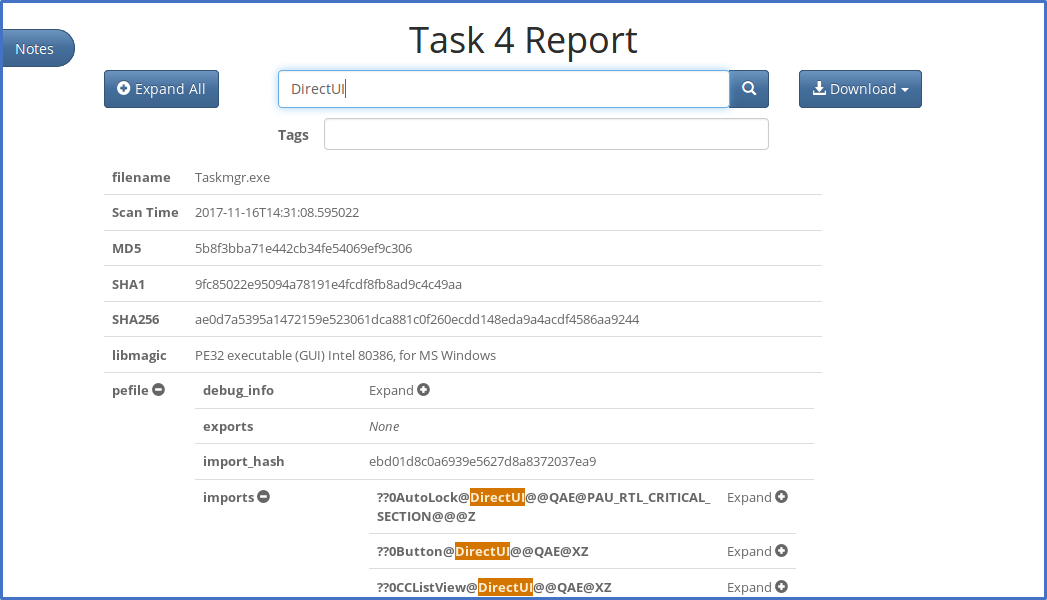 Notes
Task 4 Report
Expand All
DirectUI
Download
Tags
filename Taskmgr.exe
Scan Time 2017-11-16T14:31:08.595022
MD5 5b8f3bba71e442cb34fe54069ef9c306
SHA1 9fc85022e95094a78191e4fcdf8fb8ad9c4c49aa
SHA256 ae0d7a5395a1472159e523061dca881c0f260ecdd148eda9a4acdf4586aa9244
libmagic PE32 executable (GUI) Intel 80386, for MS Windows
pefile debug_info Expand
exports None
import_hash ebd01d8c0a6939e5627d8a8372037ea9
imports ??0AutoLock@DirectUI@@QAE@PAU_RTL_CRITICAL_ Expand
SECTION@@@Z
??0Button@DirectUI@@QAE@XZ Expand
??0CCListView@DirectUI@@QAE@XZ Expand